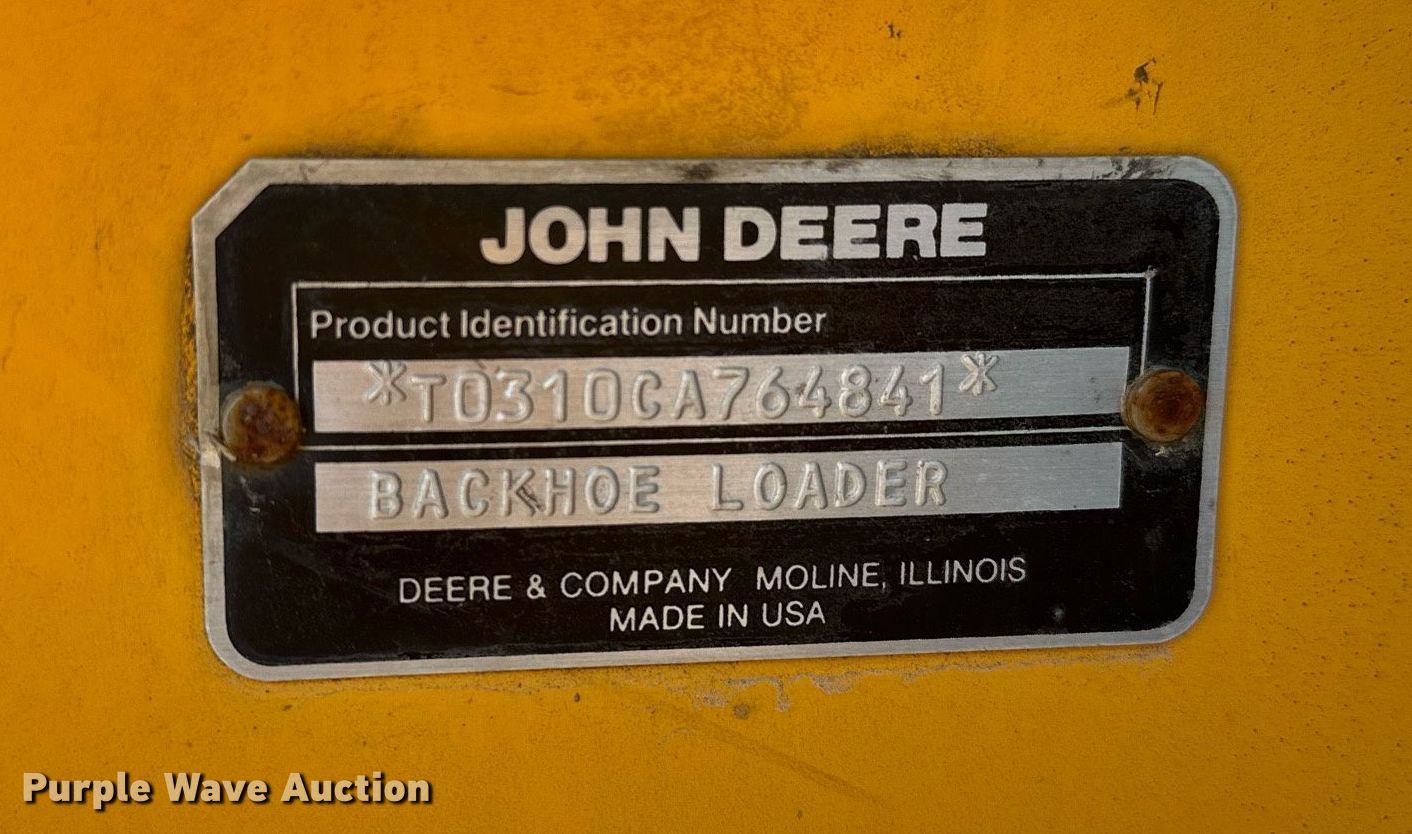 JOHN DEERE
Product Identification Number
*T0310CA764841*
BACKHOE LOADER
DEERE & COMPANY MOLINE, ILLINOIS
MADE IN USA
Purple Wave Auction